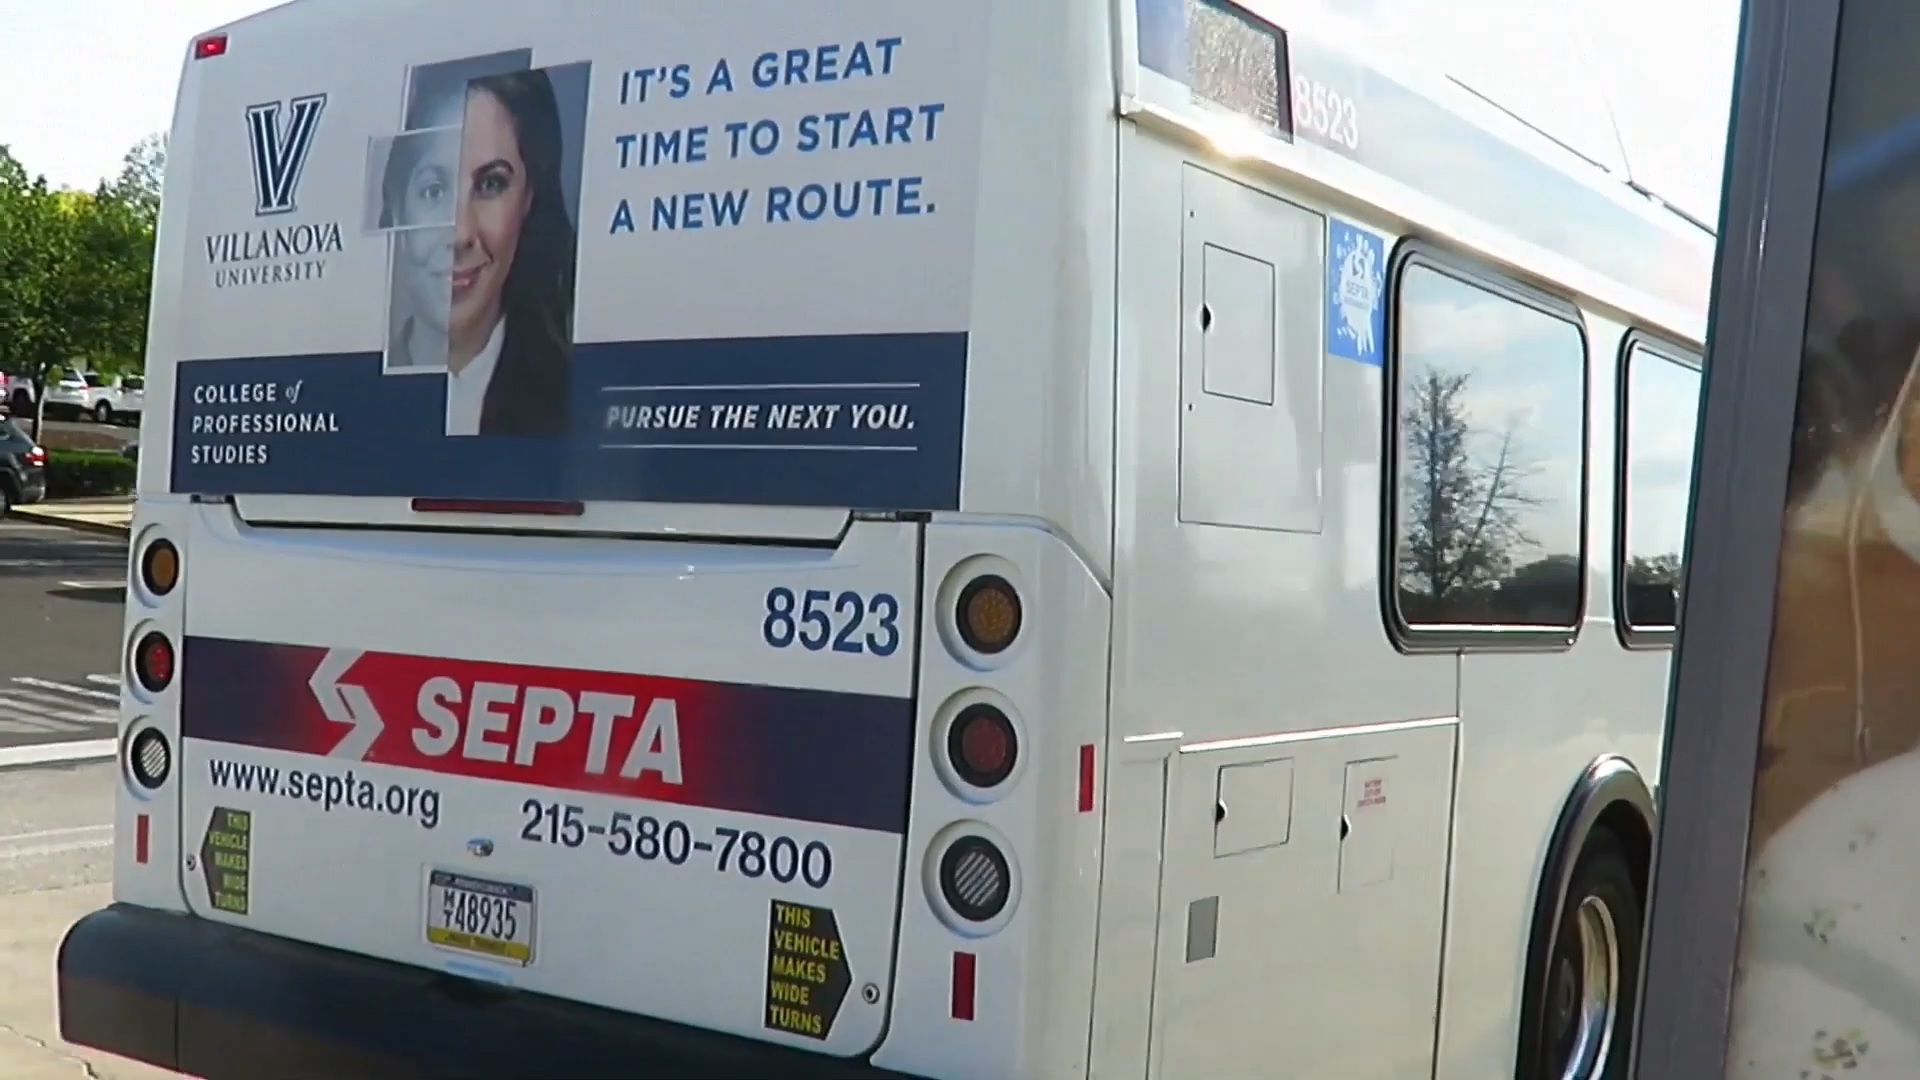 IT'S A GREAT
TIME TO START
A NEW ROUTE.
VILLANOVA
UNIVERSITY
COLLEGE of
PROFESSIONAL
STUDIES
PURSUE THE NEXT YOU.
8523
SEPTA
8523
SEPTA
www.septa.org
215-580-7800
THIS
VEHICLE
MAKES
WIDE
TURNS
MT48935
THIS
VEHICLE
MAKES
WIDE
TURNS